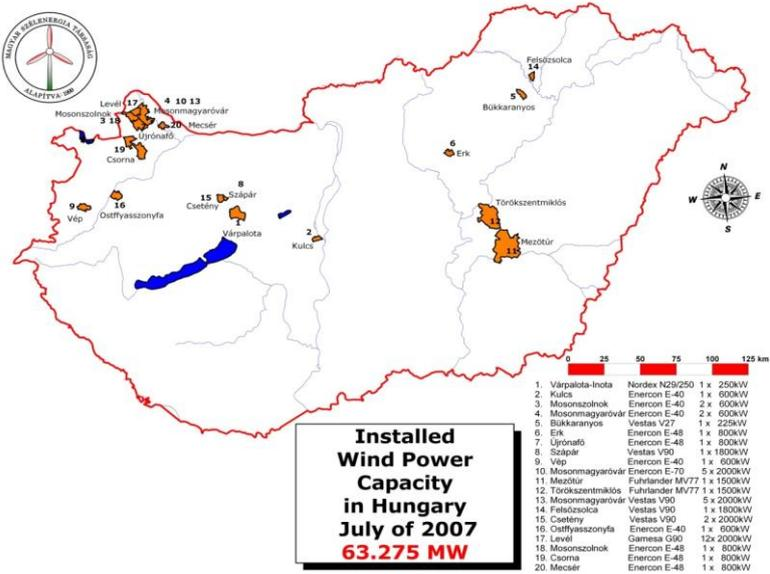 MAGYAR SZÉLENERGIA TÁRSASÁG
ALAPÍTVA
Felsőzsolca
14
5
Bükkaranyos
Levél 17
4 10 13
Mosonszolnok
Mosonmagyaróvár
3 18
20 Mecsér
Újrónafő
19
Csorna
6
Erk
N
W
E
S
8
15 Szápár
Csetény
9
Vép
16
Ostffyasszonyfa
1
Várpalota
2
Kulcs
Törökszentmiklós
12
Mezőtúr
11
0 25 50 75 100 125 km
1. Várpalota-Inota Nordex N29/250 1 x 250kW
2. Kulcs Enercon E-40 1 x 600kW
3. Mosonszolnok Enercon E-40 2 x 600kW
4. Mosonmagyaróvár Enercon E-40 2 x 600kW
5. Bükkaranyos Vestas V27 1 x 225kW
6. Erk Enercon E-48 1 x 800kW
7. Újrónafő Enercon E-48 1 x 800kW
8. Szápár Vestas V90 1 x 1800kW
9. Vép Enercon E-40 1 x 600kW
10. Mosonmagyaróvár Enercon E-70 5 x 2000kW
11. Mezőtúr Fuhrlander MV77 1 x 1500kW
12. Törökszentmiklós Fuhrlander MV77 1 x 1500kW
13. Mosonmagyaróvár Vestas V90 5 x 2000kW
14. Felsőzsolca Vestas V90 1 x 1800kW
15. Csetény Vestas V90 2 x 2000kW
16. Ostffyasszonyfa Enercon E-40 1 x 600kW
17. Levél Gamesa G90 12x 2000kW
18. Mosonszolnok Enercon E-48 1 x 800kW
19. Csorna Enercon E-48 1 x 800kW
20. Mecsér Enercon E-48 1 x 800kW
Installed
Wind Power
Capacity
in Hungary
July of 2007
63.275 MW